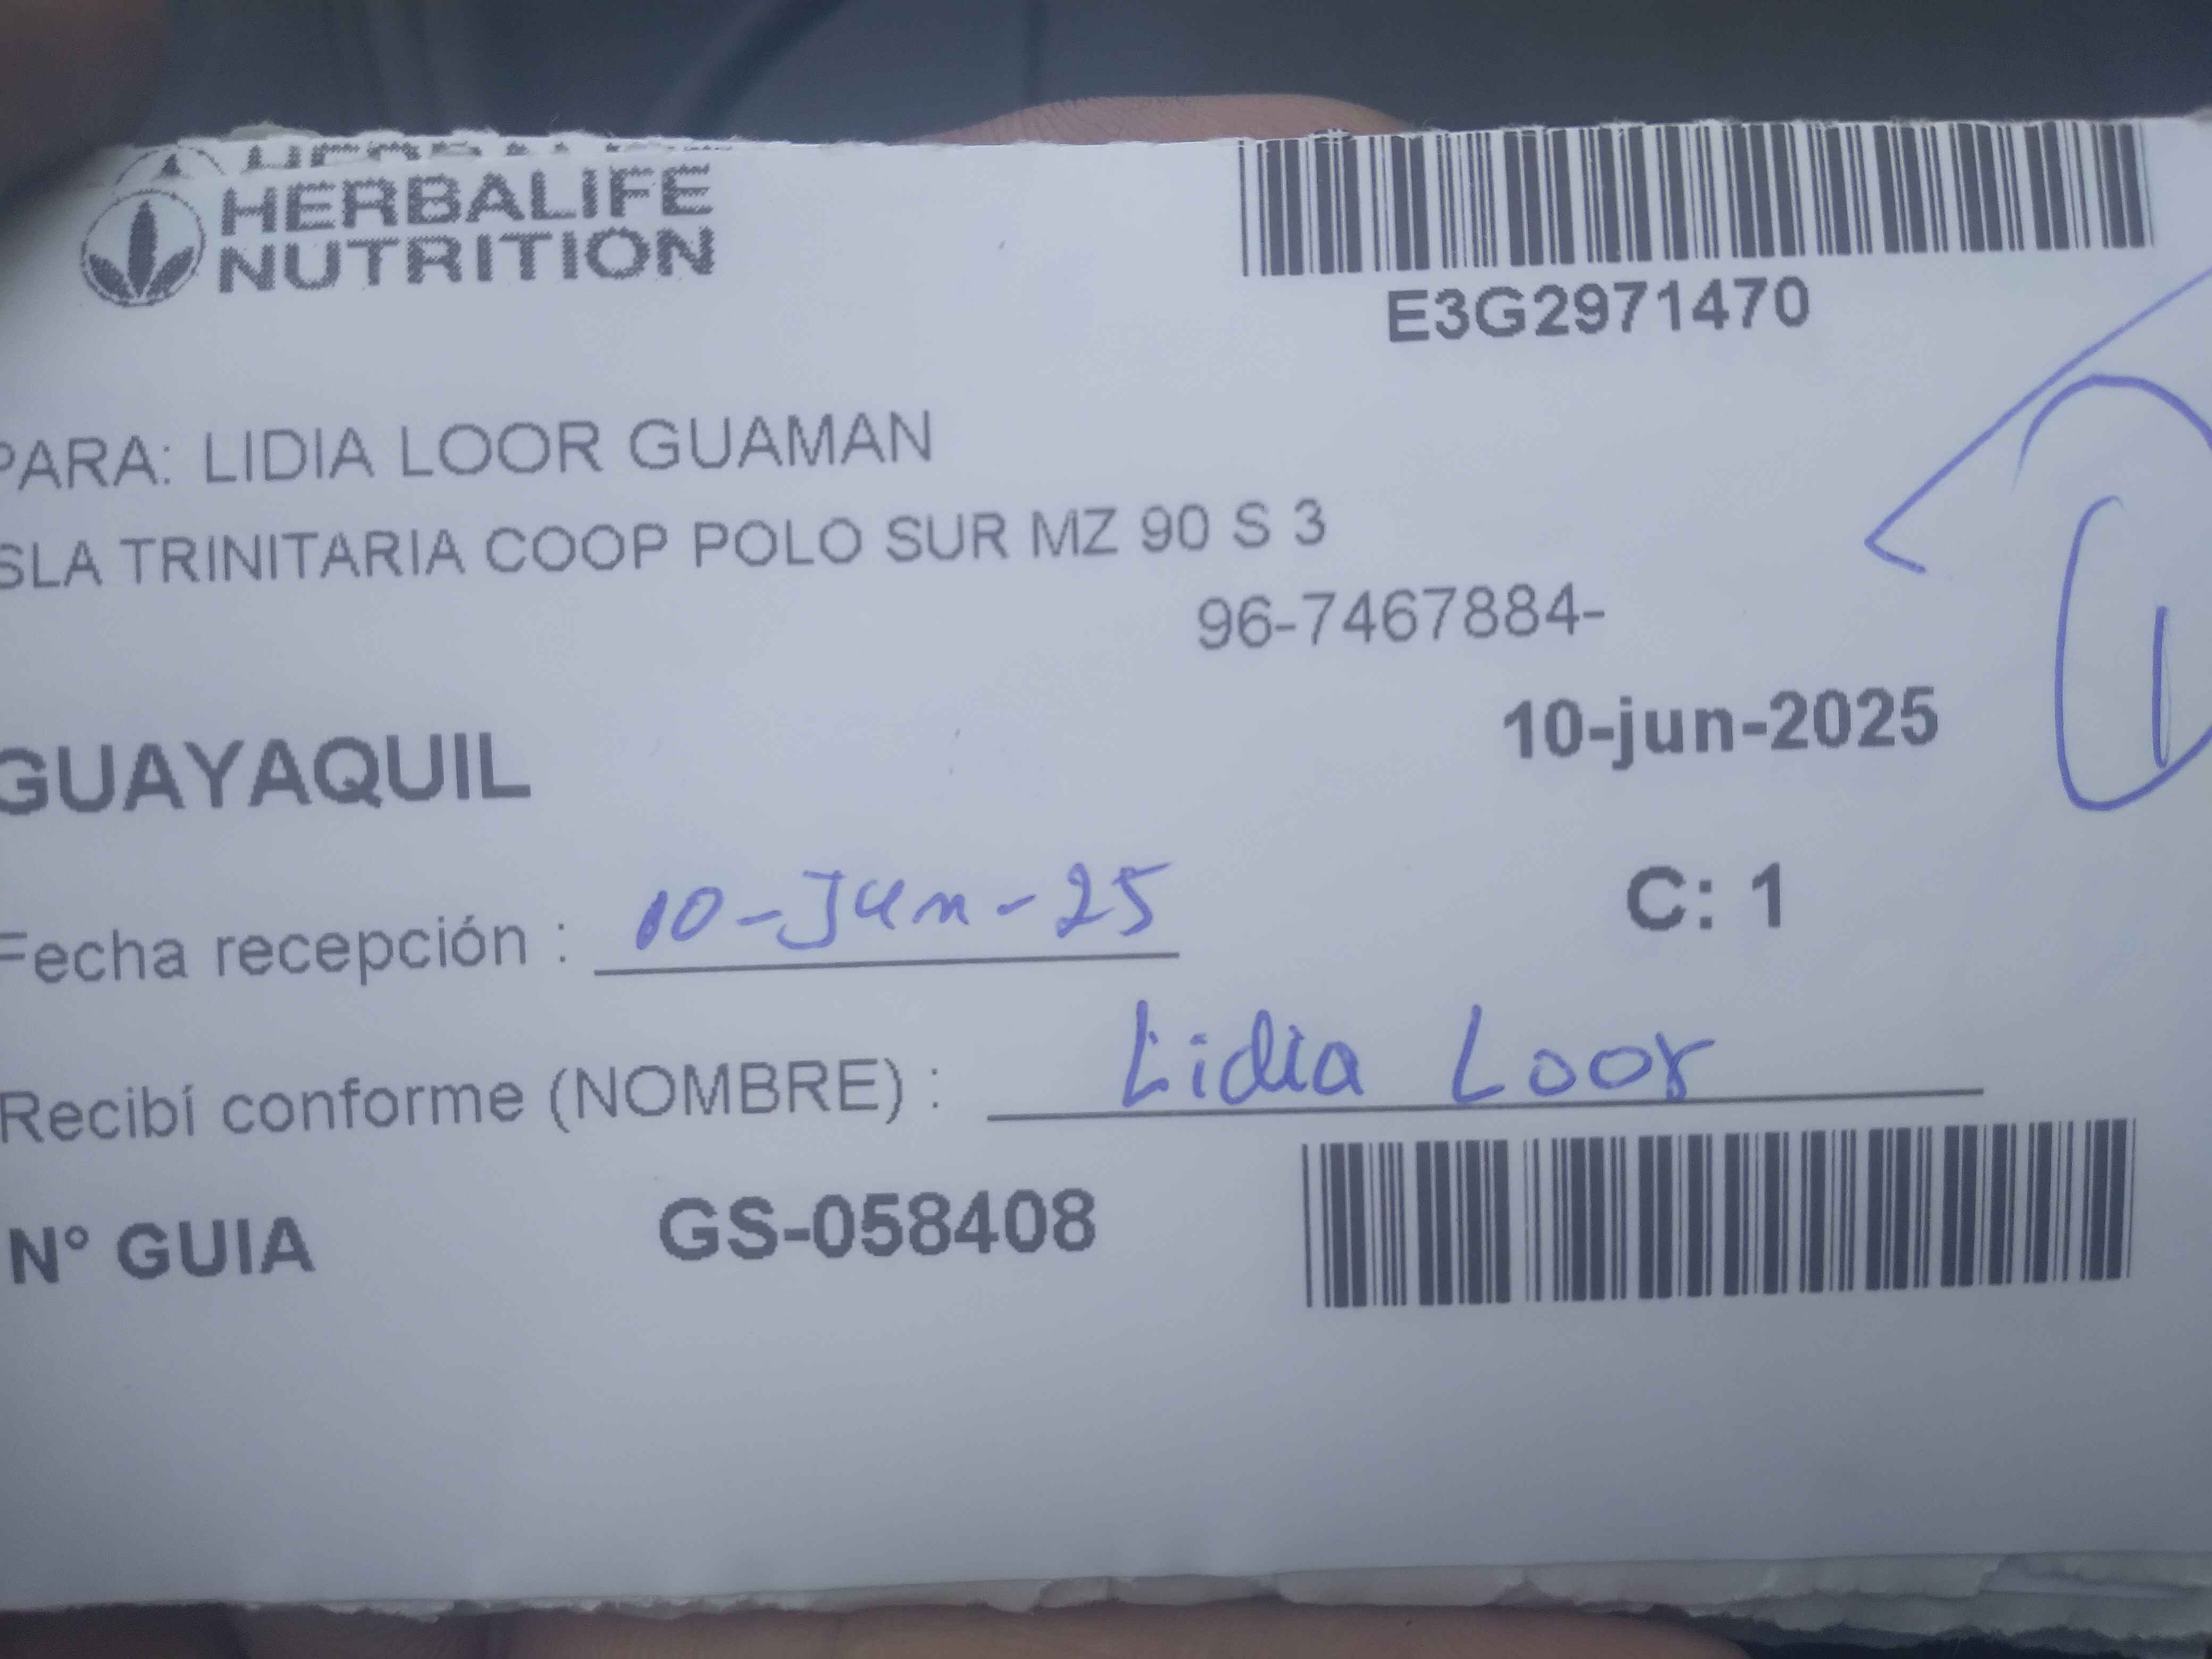 HERBALIFE
NUTRITION
E3G2971470
PARA: LIDIA LOOR GUAMAN
SLA TRINITARIA COOP POLO SUR MZ 90 S 3
96-7467884-
10-jun-2025
GUAYAQUIL
C: 1
Fecha recepción : 10-Jun-25
Recibí conforme (NOMBRE) : Lidia Loor
N° GUIA GS-058408
1